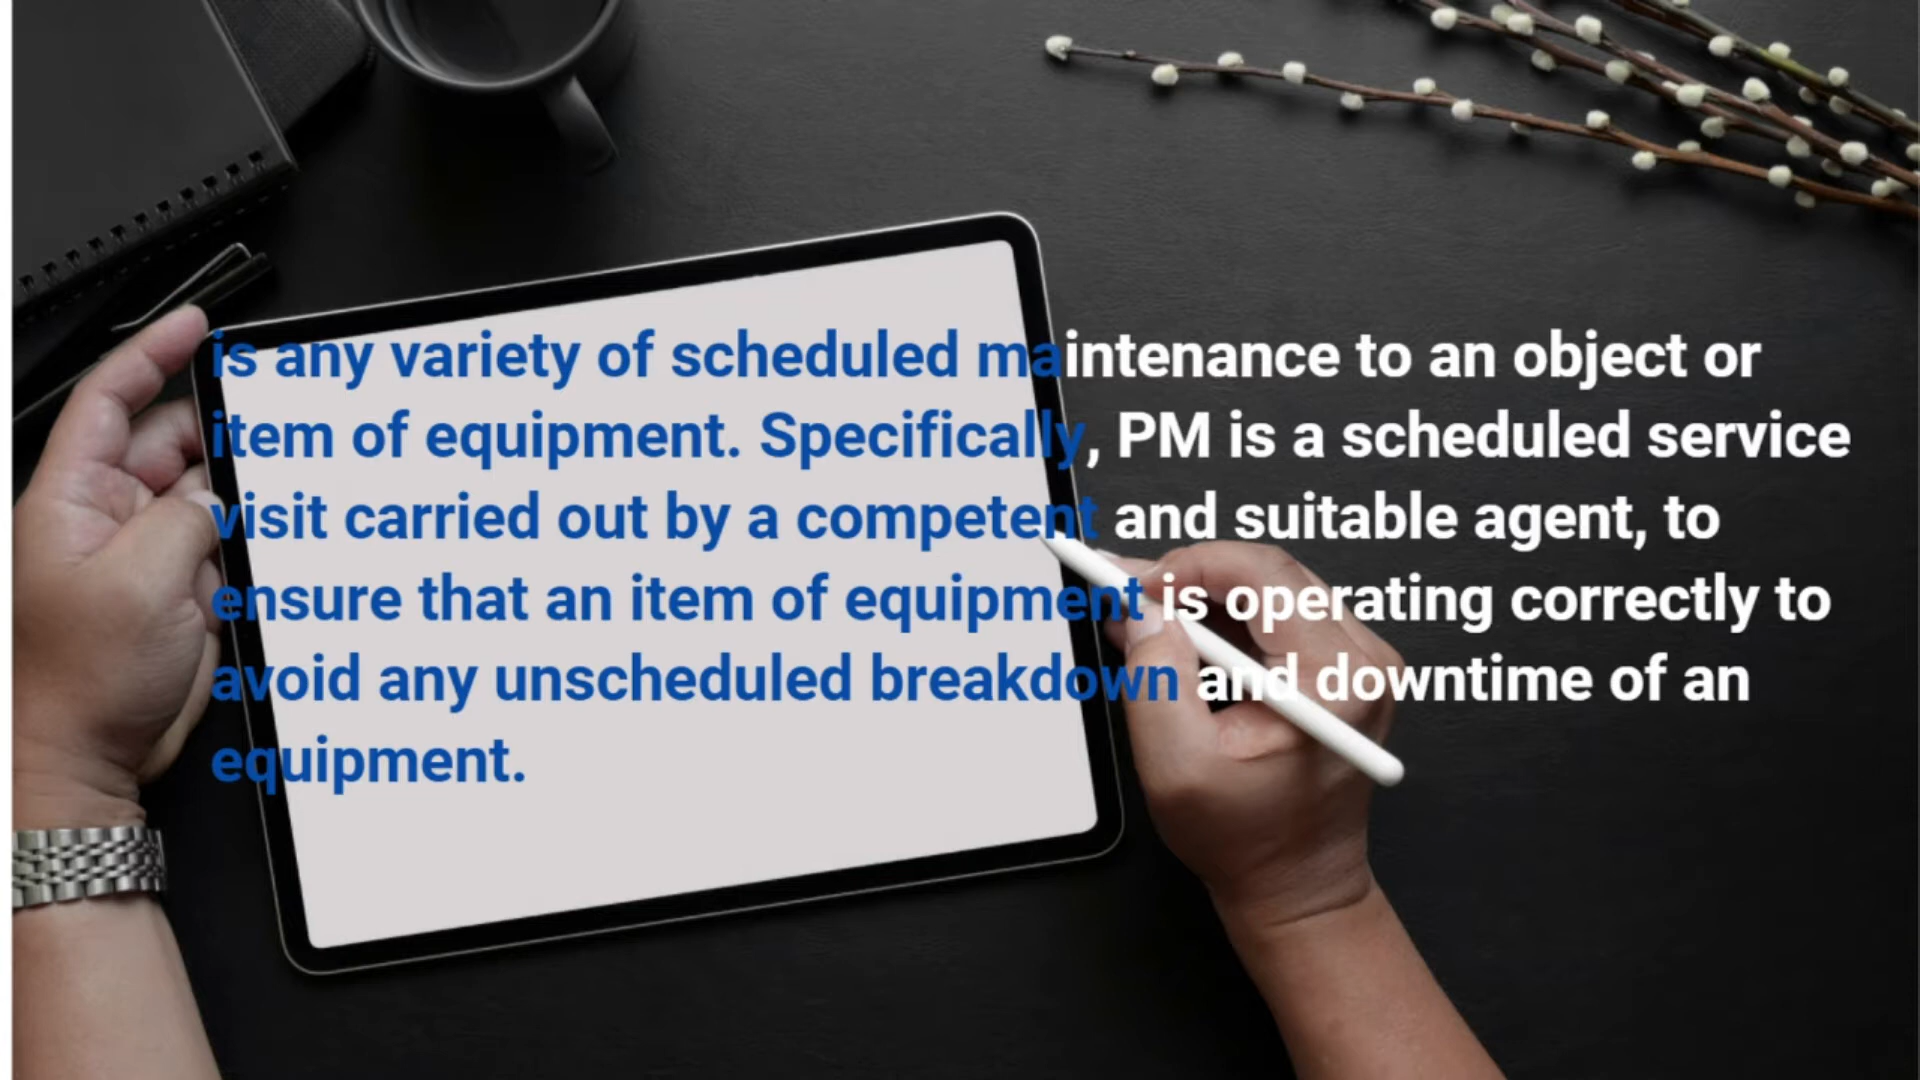 is any variety of scheduled maintenance to an object or
item of equipment. Specifically, PM is a scheduled service
visit carried out by a competent and suitable agent, to
ensure that an item of equipment is operating correctly to
avoid any unscheduled breakdown and downtime of an
equipment.